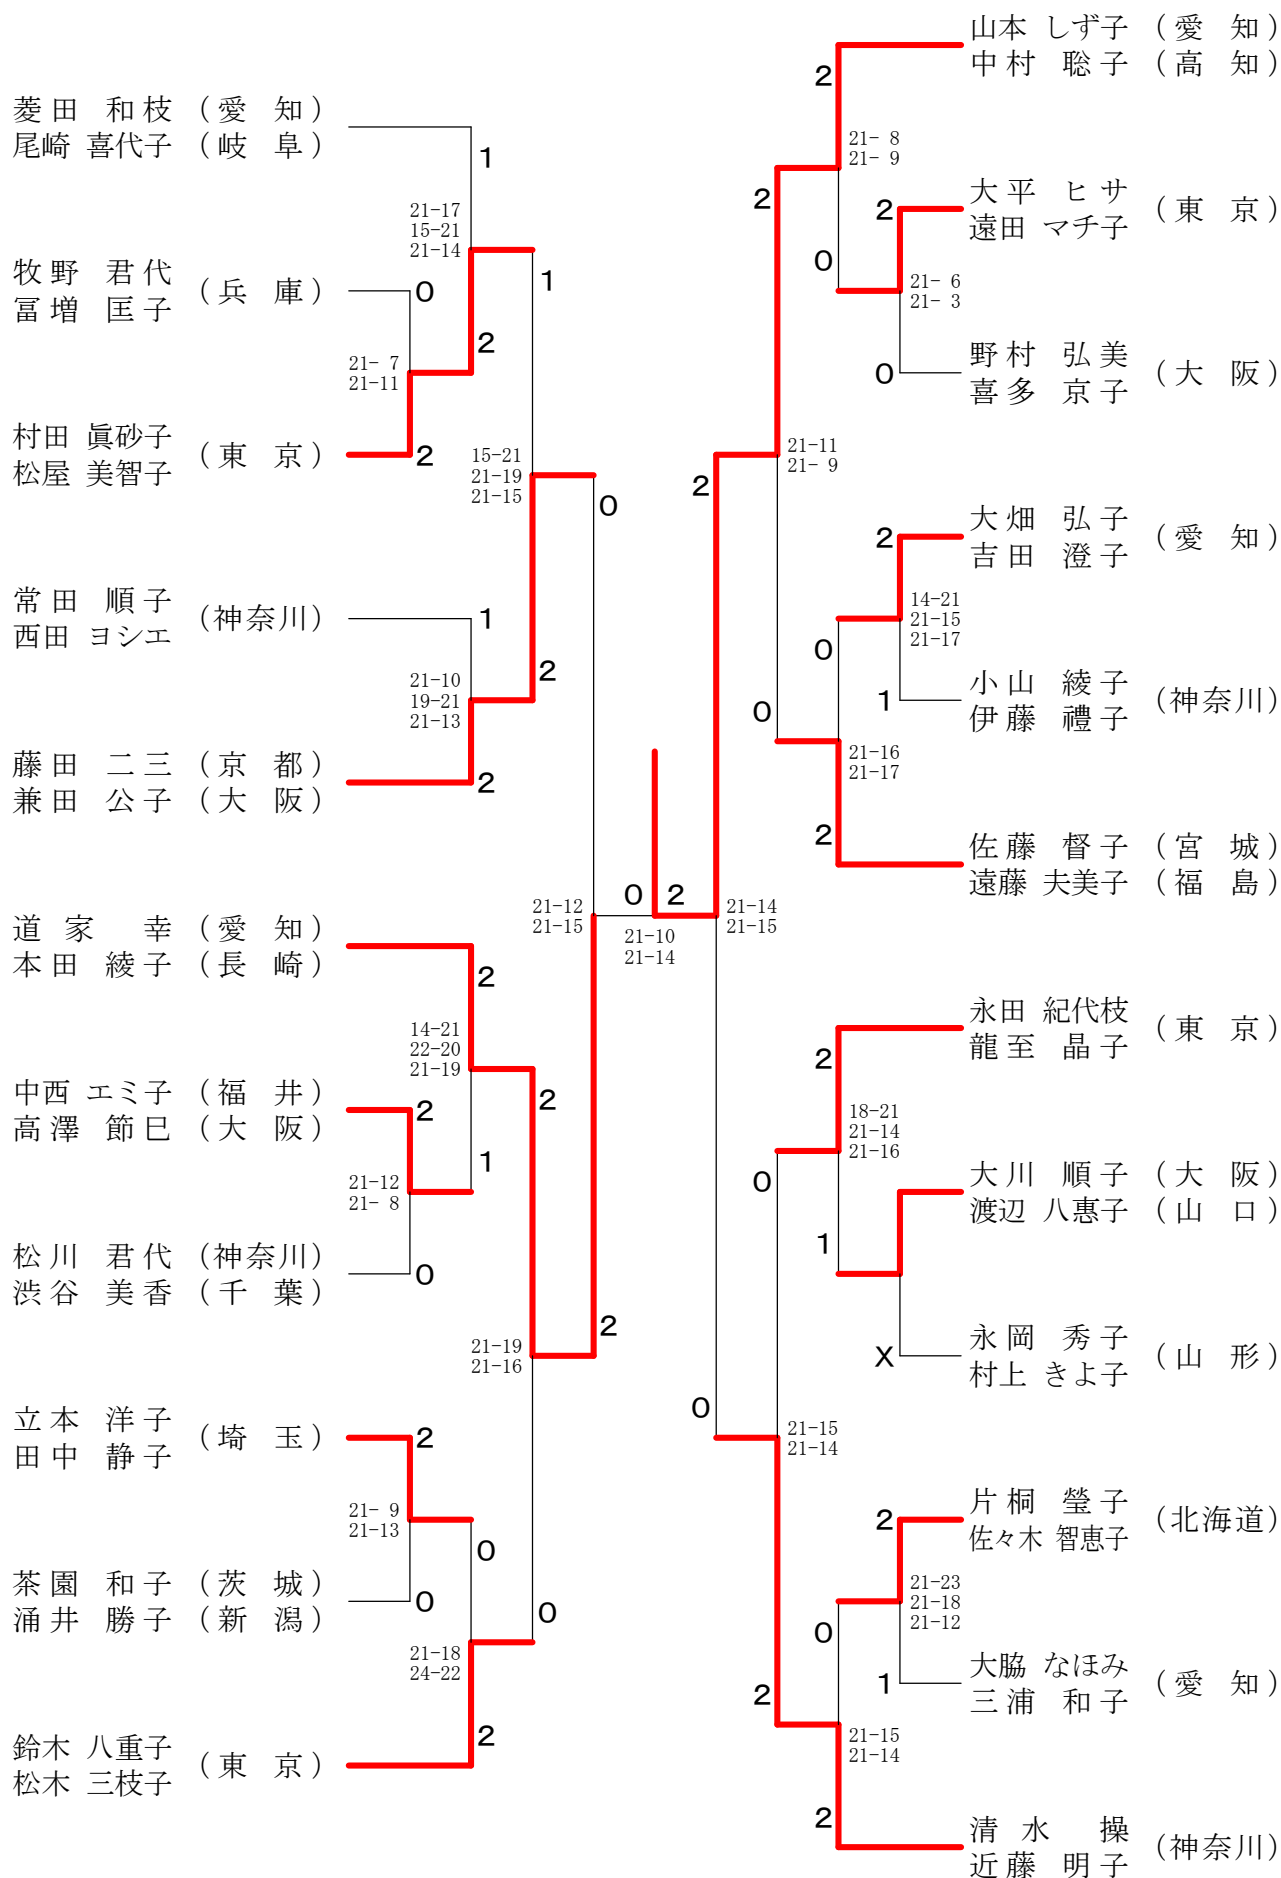 菱田 和枝 (愛 知)
尾崎 喜代子 (岐 阜)
1
21-17
15-21
21-14
牧野 君代
冨増 匡子
(兵 庫)
0
2
1
21- 7
21-11
村田 眞砂子
松屋 美智子
(東 京)
2
15-21
21-19
21-15
0
常田 順子
西田 ヨシエ
(神奈川)
1
2
21-10
19-21
21-13
藤田 二三 (京 都)
兼田 公子 (大 阪)
2
21-12
21-15
道家 幸 (愛 知)
本田 綾子 (長 崎)
2
14-21
22-20
21-19
2
中西 エミ子 (福 井)
高澤 節巳 (大 阪)
2
1
21-12
21- 8
松川 君代 (神奈川)
渋谷 美香 (千 葉)
0
2
21-19
21-16
立本 洋子
田中 静子
(埼 玉)
2
21- 9
21-13
0
茶園 和子 (茨 城)
涌井 勝子 (新 潟)
0
0
21-18
24-22
鈴木 八重子
松木 三枝子
(東 京)
2
0 2
21-10
21-14
山本 しず子 (愛 知)
中村 聡子 (高 知)
2
21- 8
21- 9
2
大平 ヒサ
遠田 マチ子
(東 京)
2
0
21- 6
21- 3
野村 弘美
喜多 京子
(大 阪)
0
21-11
21- 9
2
大畑 弘子
吉田 澄子
(愛 知)
2
14-21
21-15
21-17
0
小山 綾子
伊藤 禮子
(神奈川)
1
0
21-16
21-17
佐藤 督子 (宮 城)
遠藤 夫美子 (福 島)
2
21-14
21-15
永田 紀代枝
龍至 晶子
(東 京)
2
18-21
21-14
21-16
0
大川 順子 (大 阪)
渡辺 八惠子 (山 口)
1
永岡 秀子
村上 きよ子
(山 形)
X
0
21-15
21-14
片桐 瑩子
佐々木 智恵子
(北海道)
2
21-23
21-18
21-12
0
大脇 なほみ
三浦 和子
(愛 知)
1
2
21-15
21-14
清水 操
近藤 明子
(神奈川)
2